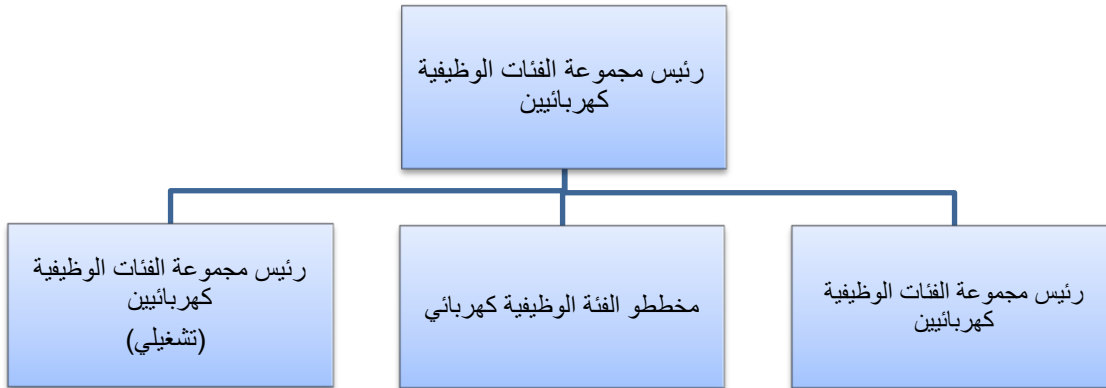 رئيس مجموعة الفئات الوظيفية
كهربائيين
رئيس مجموعة الفئات الوظيفية
كهربائيين
مخططو الفئة الوظيفية كهربائي
رئيس مجموعة الفئات الوظيفية
كهربائيين
(تشغيلي)